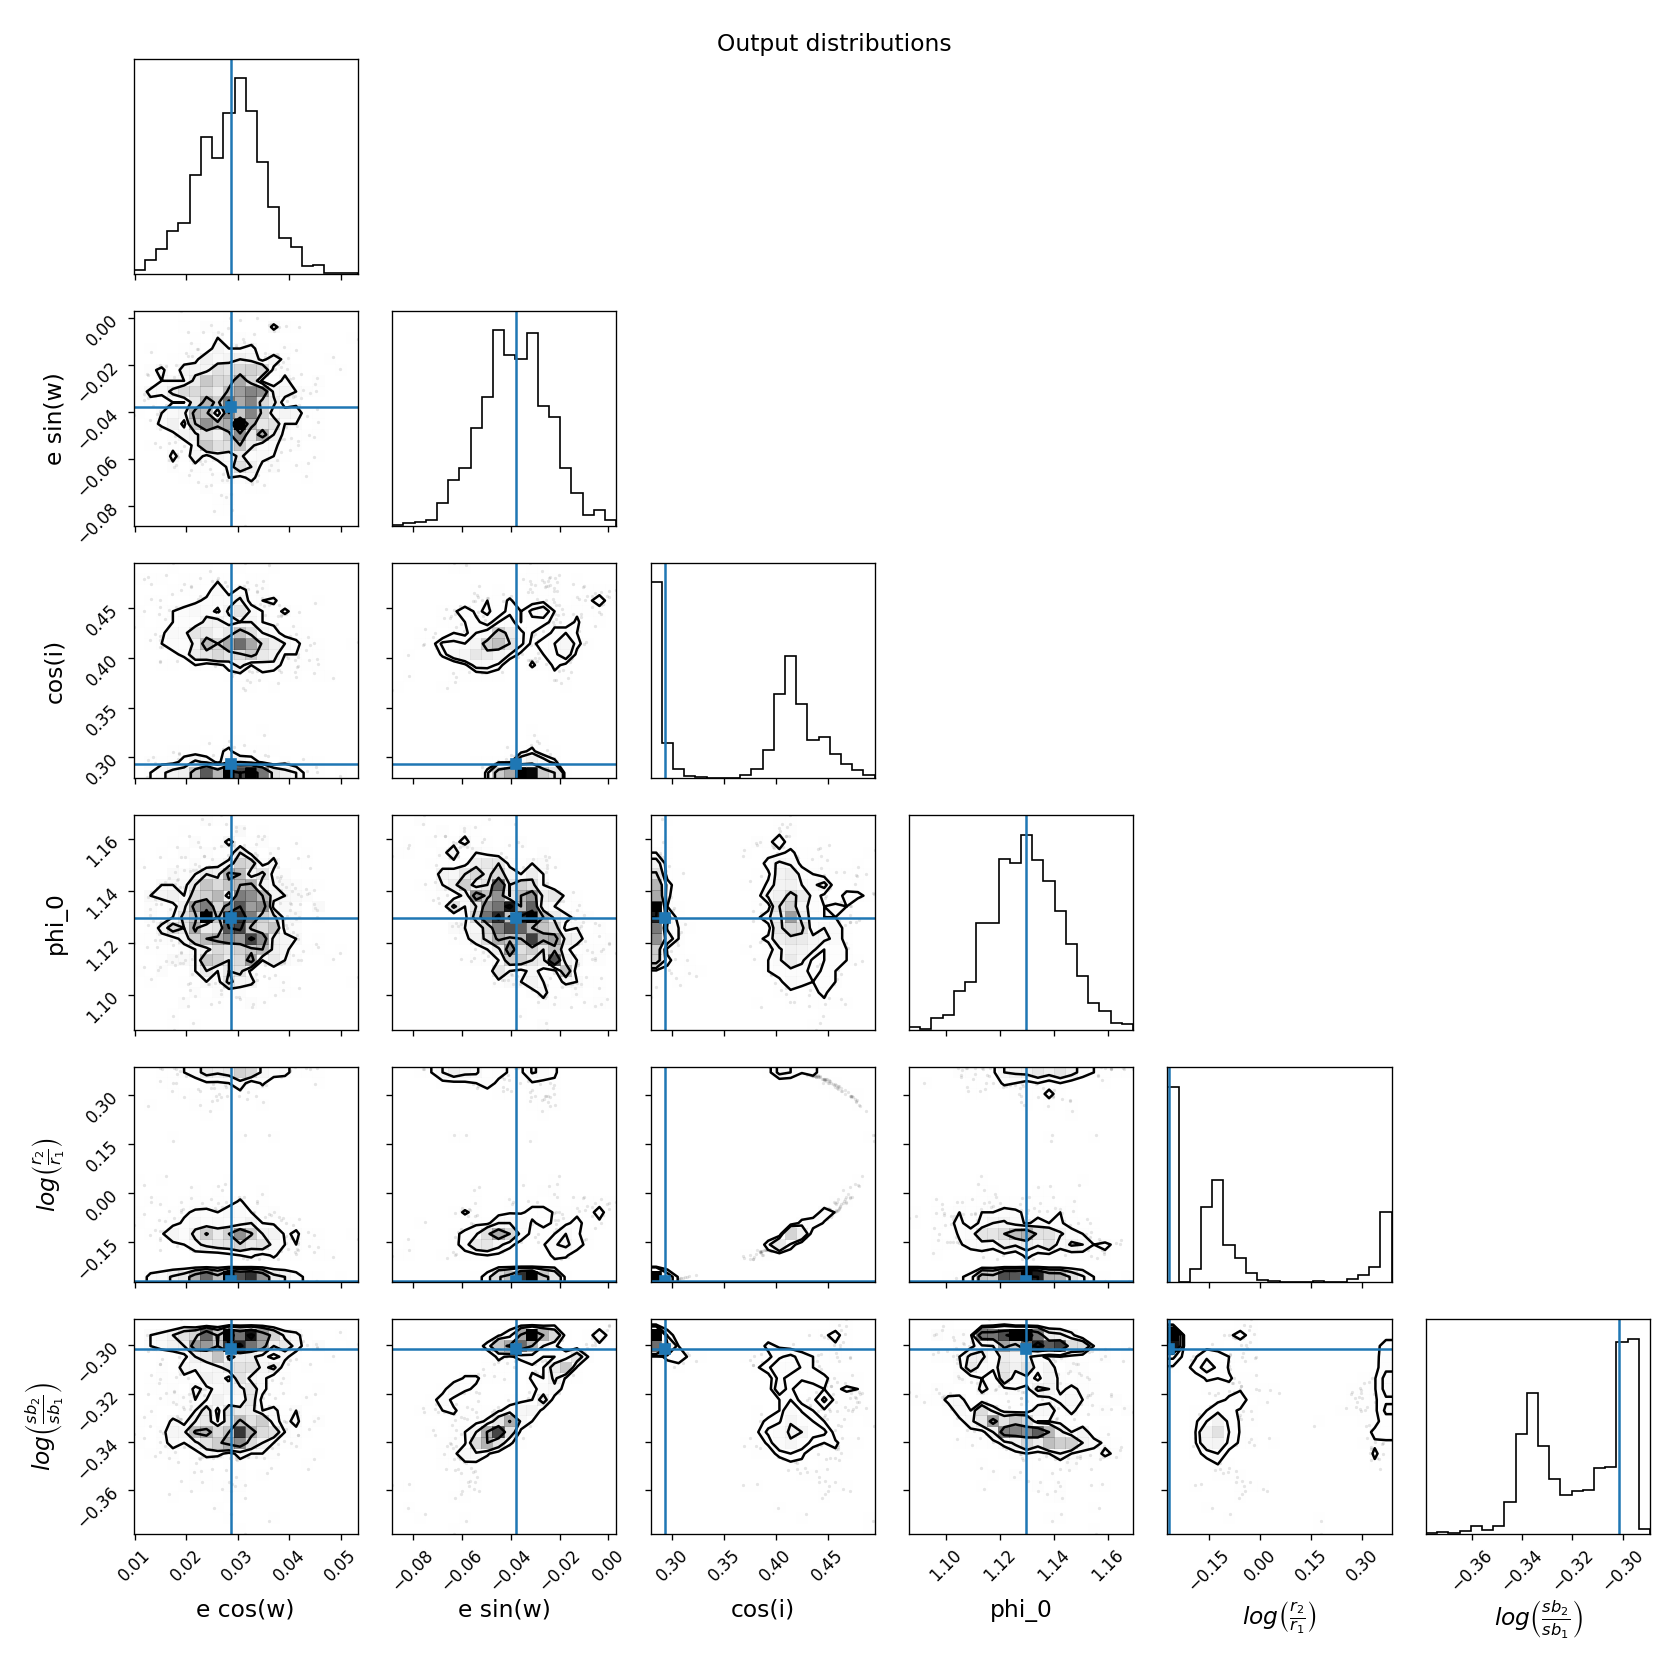 Output distributions
e sin(w)
0.00
−0.02
−0.04
−0.06
−0.08
cos(i)
0.45
0.40
0.35
0.30
phi_0
1.16
1.14
1.12
1.10
log(r₂/r₁)
0.30
0.15
0.00
−0.15
log(sb₂/sb₁)
−0.30
−0.32
−0.34
−0.36
0.01 0.02 0.03 0.04 0.05 −0.08 −0.06 −0.04 −0.02 0.00 0.30 0.35 0.40 0.45 1.10 1.12 1.14 1.16 −0.15 0.00 0.15 0.30 −0.36 −0.34 −0.32 −0.30
e cos(w) e sin(w) cos(i) phi_0 log(r₂/r₁) log(sb₂/sb₁)